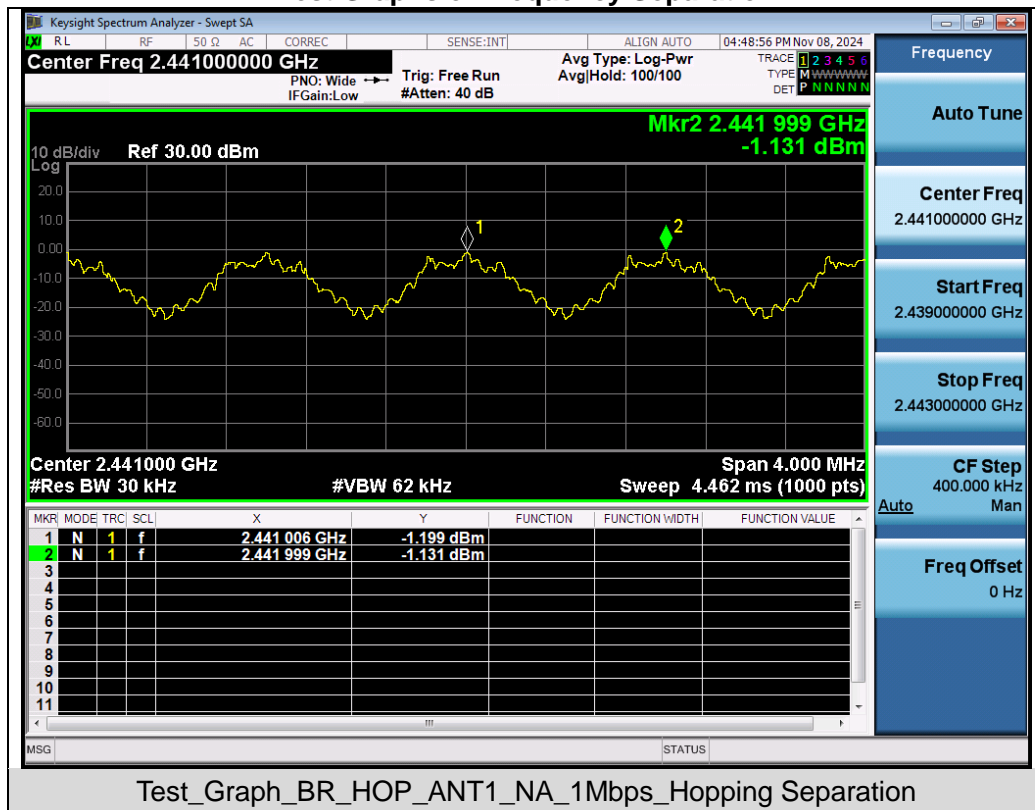 Keysight Spectrum Analyzer - Swept SA
LXI RL RF 50 Ω AC CORREC SENSE:INT ALIGN AUTO 04:48:56 PM Nov 08, 2024
Center Freq 2.441000000 GHz
PNO: Wide
IFGain:Low
Trig: Free Run
#Atten: 40 dB
Avg Type: Log-Pwr
Avg|Hold: 100/100
TRACE 1 2 3 4 5 6
TYPE M WWWWW
DET P N N N N N
Mkr2 2.441 999 GHz
-1.131 dBm
10 dB/div Ref 30.00 dBm
Log
20.0
10.0
0.00
-10.0
-20.0
-30.0
-40.0
-50.0
-60.0
1
2
Center 2.441000 GHz Span 4.000 MHz
#Res BW 30 kHz #VBW 62 kHz Sweep 4.462 ms (1000 pts)
MKR MODE TRC SCL X Y FUNCTION FUNCTION WIDTH FUNCTION VALUE
1 N 1 f 2.441 006 GHz -1.199 dBm
2 N 1 f 2.441 999 GHz -1.131 dBm
3
4
5
6
7
8
9
10
11
MSG STATUS
Frequency
Auto Tune
Center Freq
2.441000000 GHz
Start Freq
2.439000000 GHz
Stop Freq
2.443000000 GHz
CF Step
400.000 kHz
Auto Man
Freq Offset
0 Hz
Test_Graph_BR_HOP_ANT1_NA_1Mbps_Hopping Separation